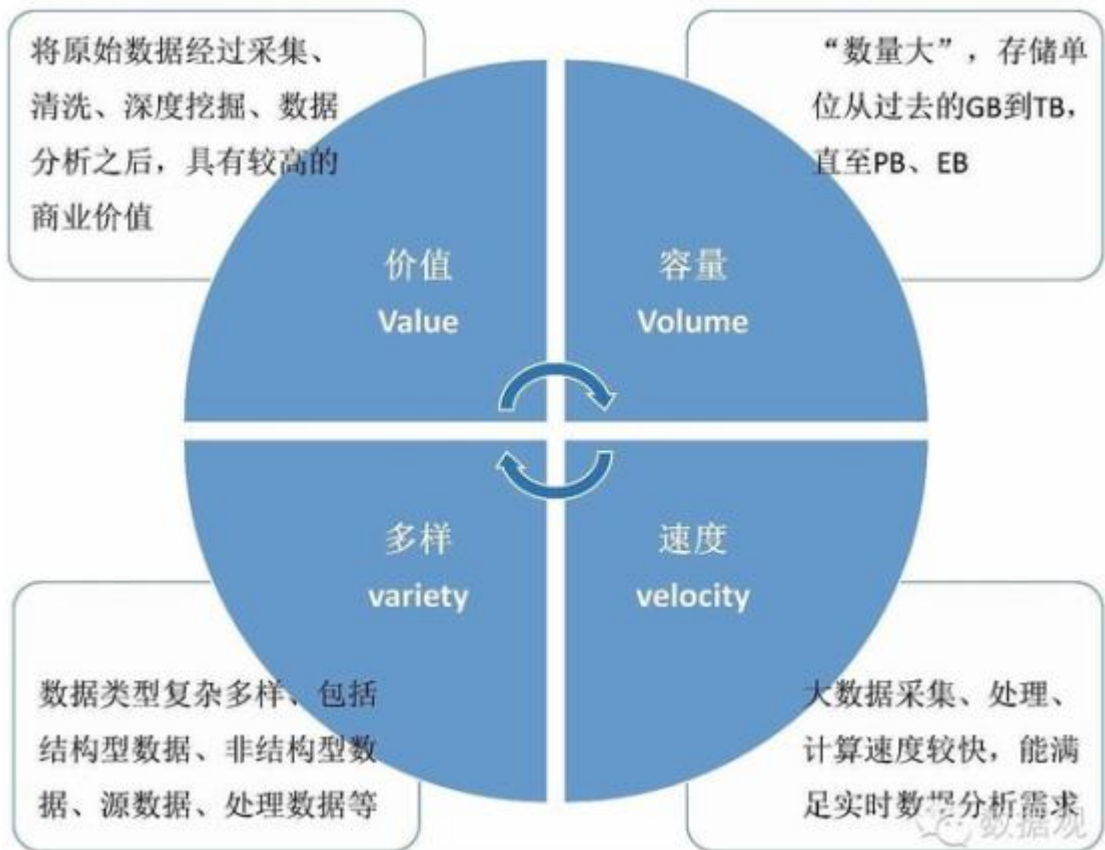 将原始数据经过采集、
清洗、深度挖掘、数据
分析之后，具有较高的
商业价值
“数量大”，存储单
位从过去的GB到TB，
直至PB、EB
价值
Value
容量
Volume
多样
variety
速度
velocity
数据类型复杂多样、包括
结构型数据、非结构型数
据、源数据、处理数据等
大数据采集、处理、
计算速度较快，能满
足实时数据分析需求
数据观